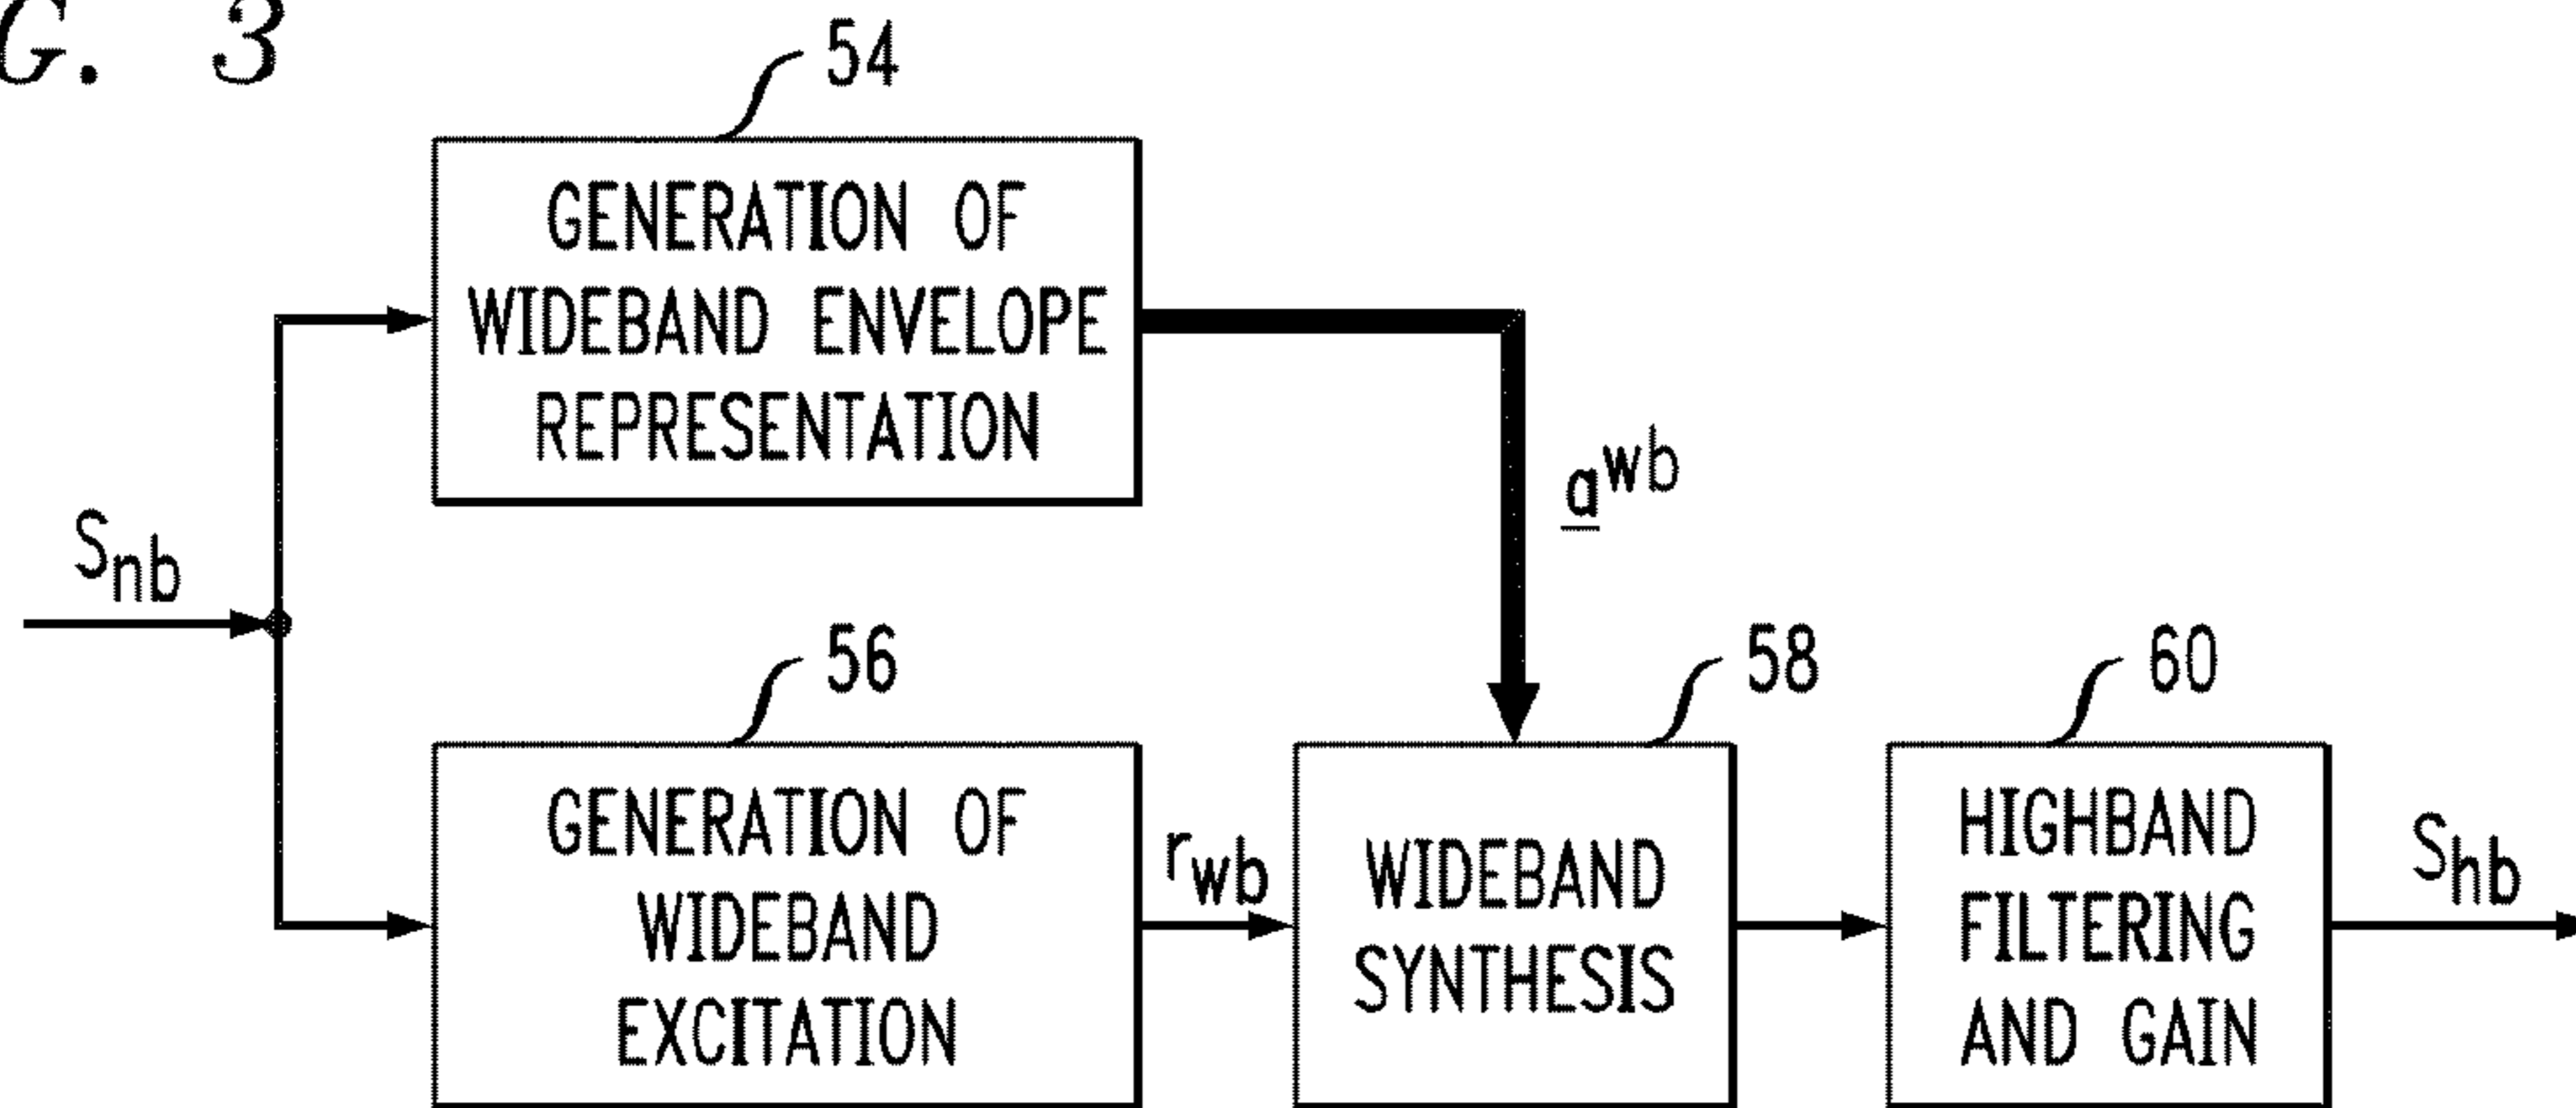 G. 3
54
GENERATION OF
WIDEBAND ENVELOPE
REPRESENTATION
a^wb
S_nb
56
58
60
GENERATION OF
WIDEBAND
EXCITATION
r_wb
WIDEBAND
SYNTHESIS
HIGHBAND
FILTERING
AND GAIN
S_hb